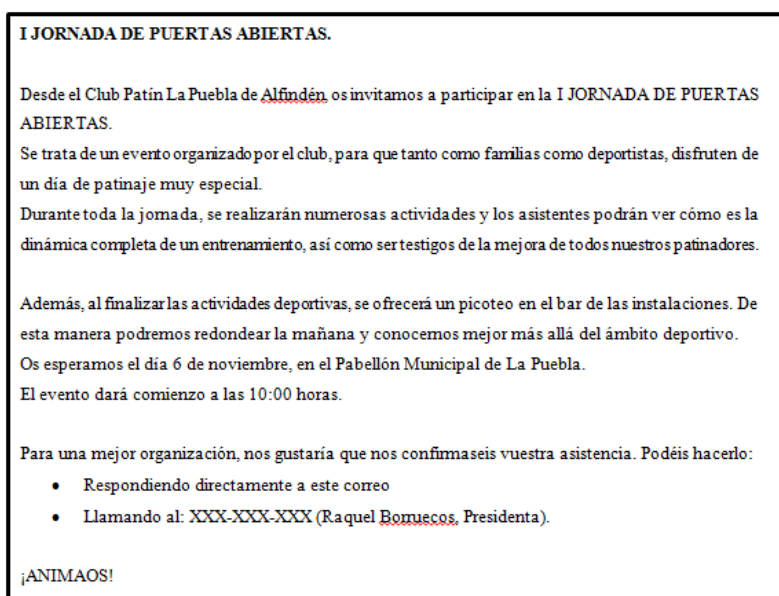 I JORNADA DE PUERTAS ABIERTAS.
Desde el Club Patín La Puebla de Alfindén, os invitamos a participar en la I JORNADA DE PUERTAS
ABIERTAS.
Se trata de un evento organizado por el club, para que tanto como familias como deportistas, disfruten de
un día de patinaje muy especial.
Durante toda la jornada, se realizarán numerosas actividades y los asistentes podrán ver cómo es la
dinámica completa de un entrenamiento, así como ser testigos de la mejora de todos nuestros patinadores.
Además, al finalizar las actividades deportivas, se ofrecerá un picoteo en el bar de las instalaciones. De
esta manera podremos redondear la mañana y conocernos mejor más allá del ámbito deportivo.
Os esperamos el día 6 de noviembre, en el Pabellón Municipal de La Puebla.
El evento dará comienzo a las 10:00 horas.
Para una mejor organización, nos gustaría que nos confirmaseis vuestra asistencia. Podéis hacerlo:
• Respondiendo directamente a este correo
• Llamando al: XXX-XXX-XXX (Raquel Borruecos, Presidenta).
¡ANIMAOS!